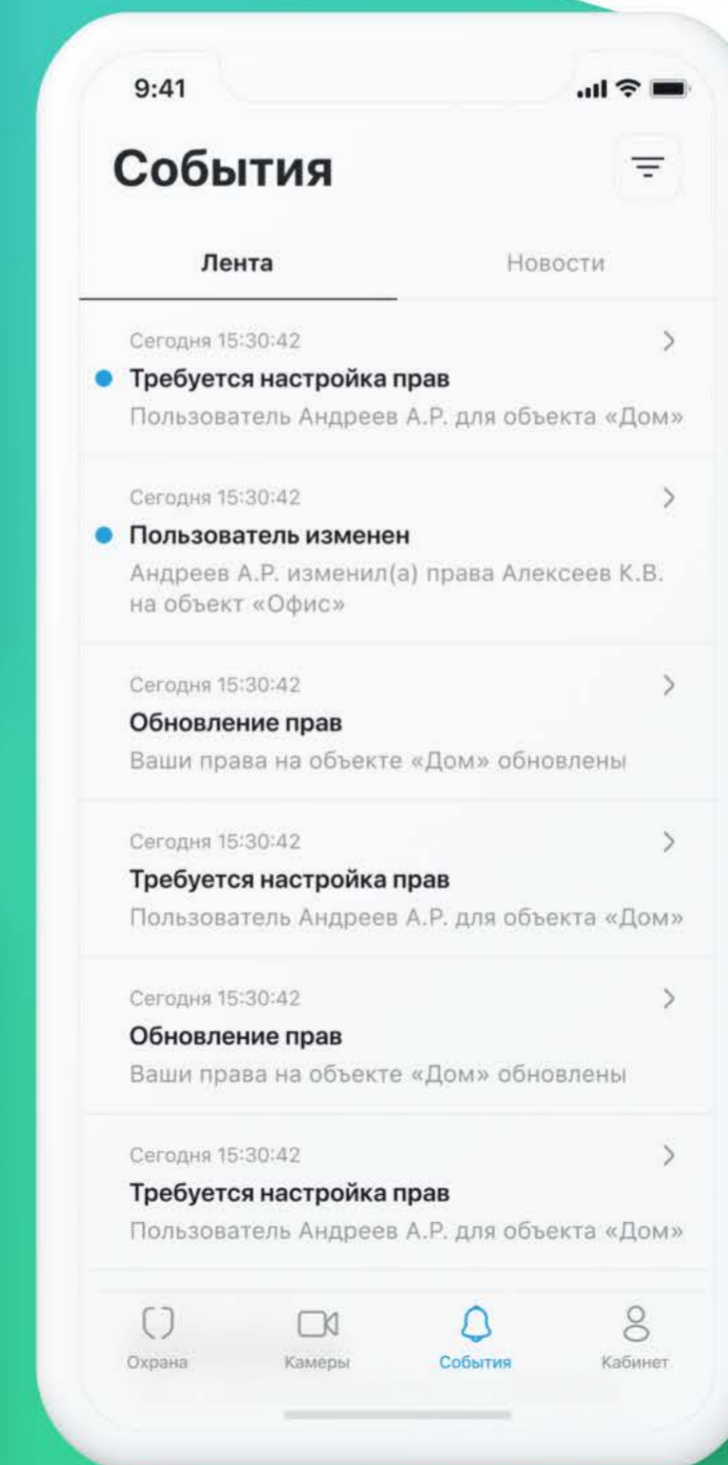 9:41
События
Лента
Новости
Сегодня 15:30:42
Требуется настройка прав
Пользователь Андреев А.Р. для объекта «Дом»
Сегодня 15:30:42
Пользователь изменен
Андреев А.Р. изменил(а) права Алексеев К.В.
на объект «Офис»
Сегодня 15:30:42
Обновление прав
Ваши права на объекте «Дом» обновлены
Сегодня 15:30:42
Требуется настройка прав
Пользователь Андреев А.Р. для объекта «Дом»
Сегодня 15:30:42
Обновление прав
Ваши права на объекте «Дом» обновлены
Сегодня 15:30:42
Требуется настройка прав
Пользователь Андреев А.Р. для объекта «Дом»
Охрана
Камеры
События
Кабинет